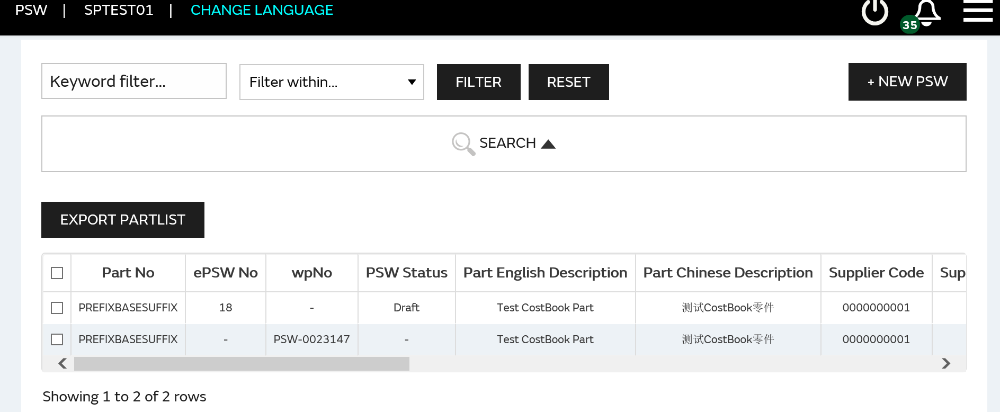 PSW | SPTEST01 | CHANGE LANGUAGE
35
Keyword filter... Filter within... FILTER RESET + NEW PSW
SEARCH
EXPORT PARTLIST
Part No ePSW No wpNo PSW Status Part English Description Part Chinese Description Supplier Code Sup
PREFIXBASESUFFIX 18 - Draft Test CostBook Part 测试CostBook零件 0000000001
PREFIXBASESUFFIX - PSW-0023147 - Test CostBook Part 测试CostBook零件 0000000001
Showing 1 to 2 of 2 rows